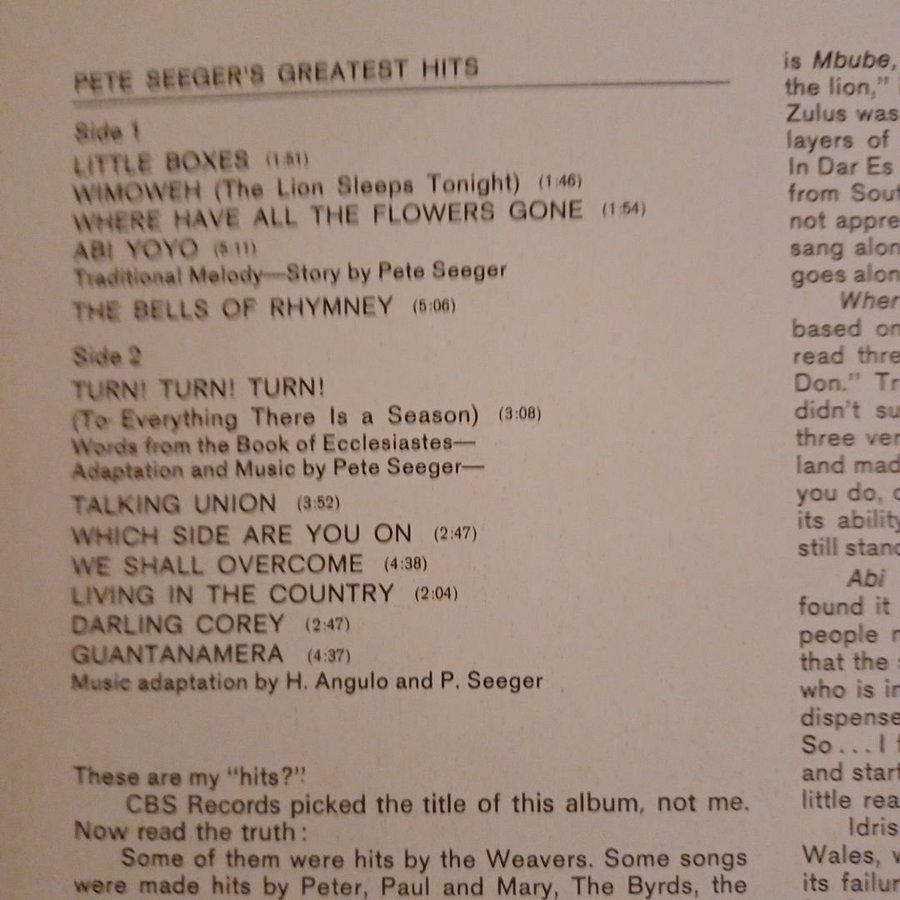 PETE SEEGER'S GREATEST HITS
Side 1
LITTLE BOXES (1:51)
WIMOWEH (The Lion Sleeps Tonight) (1:46)
WHERE HAVE ALL THE FLOWERS GONE (1:54)
ABI YOYO (5:11)
Traditional Melody—Story by Pete Seeger
THE BELLS OF RHYMNEY (5:06)
Side 2
TURN! TURN! TURN!
(To Everything There Is a Season) (3:08)
Words from the Book of Ecclesiastes—
Adaptation and Music by Pete Seeger—
TALKING UNION (3:52)
WHICH SIDE ARE YOU ON (2:47)
WE SHALL OVERCOME (4:38)
LIVING IN THE COUNTRY (2:04)
DARLING COREY (2:47)
GUANTANAMERA (4:37)
Music adaptation by H. Angulo and P. Seeger
These are my "hits?"!
CBS Records picked the title of this album, not me.
Now read the truth:
Some of them were hits by the Weavers. Some songs
were made hits by Peter, Paul and Mary, The Byrds, the
is Mbube,
the lion,"
Zulus was
layers of
In Dar Es
from Sout
not appre
sang alon
goes alon
Wher
based on
read thre
Don." Tr
didn't su
three ver
land mad
you do, c
its ability
still stand
Abi
found it
people n
that the s
who is in
dispense
So...I f
and start
little rea
Idris
Wales, w
its failur